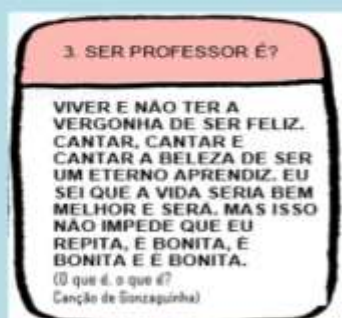 3. SER PROFESSOR É?
VIVER E NÃO TER A
VERGONHA DE SER FELIZ.
CANTAR, CANTAR E
CANTAR A BELEZA DE SER
UM ETERNO APRENDIZ. EU
SEI QUE A VIDA SERIA BEM
MELHOR E SERÁ. MAS ISSO
NÃO IMPEDE QUE EU
REPITA, É BONITA, É
BONITA E É BONITA.
(O que é, o que é?
Canção de Gonzaguinha)